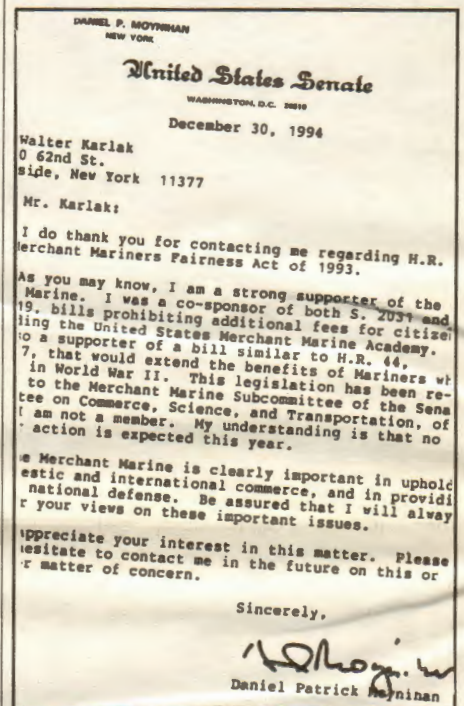 DANIEL P. MOYNIHAN
NEW YORK
United States Senate
WASHINGTON, D.C. 20510
December 30, 1994
Walter Karlak
0 62nd St.
side, New York 11377
Mr. Karlak:
I do thank you for contacting me regarding H.R.
Merchant Mariners Fairness Act of 1993.
As you may know, I am a strong supporter of the
Marine. I was a co-sponsor of both S. 2031 and
19, bills prohibiting additional fees for citize
ding the United States Merchant Marine Academy.
o a supporter of a bill similar to H.R. 44,
7, that would extend the benefits of Mariners wh
in World War II. This legislation has been re-
to the Merchant Marine Subcommittee of the Sena
tee on Commerce, Science, and Transportation, of
I am not a member. My understanding is that no
action is expected this year.
e Merchant Marine is clearly important in uphold
estic and international commerce, and in providi
national defense. Be assured that I will alway
r your views on these important issues.
appreciate your interest in this matter. Please
hesitate to contact me in the future on this or
r matter of concern.
Sincerely,
Daniel Patrick Moynihan